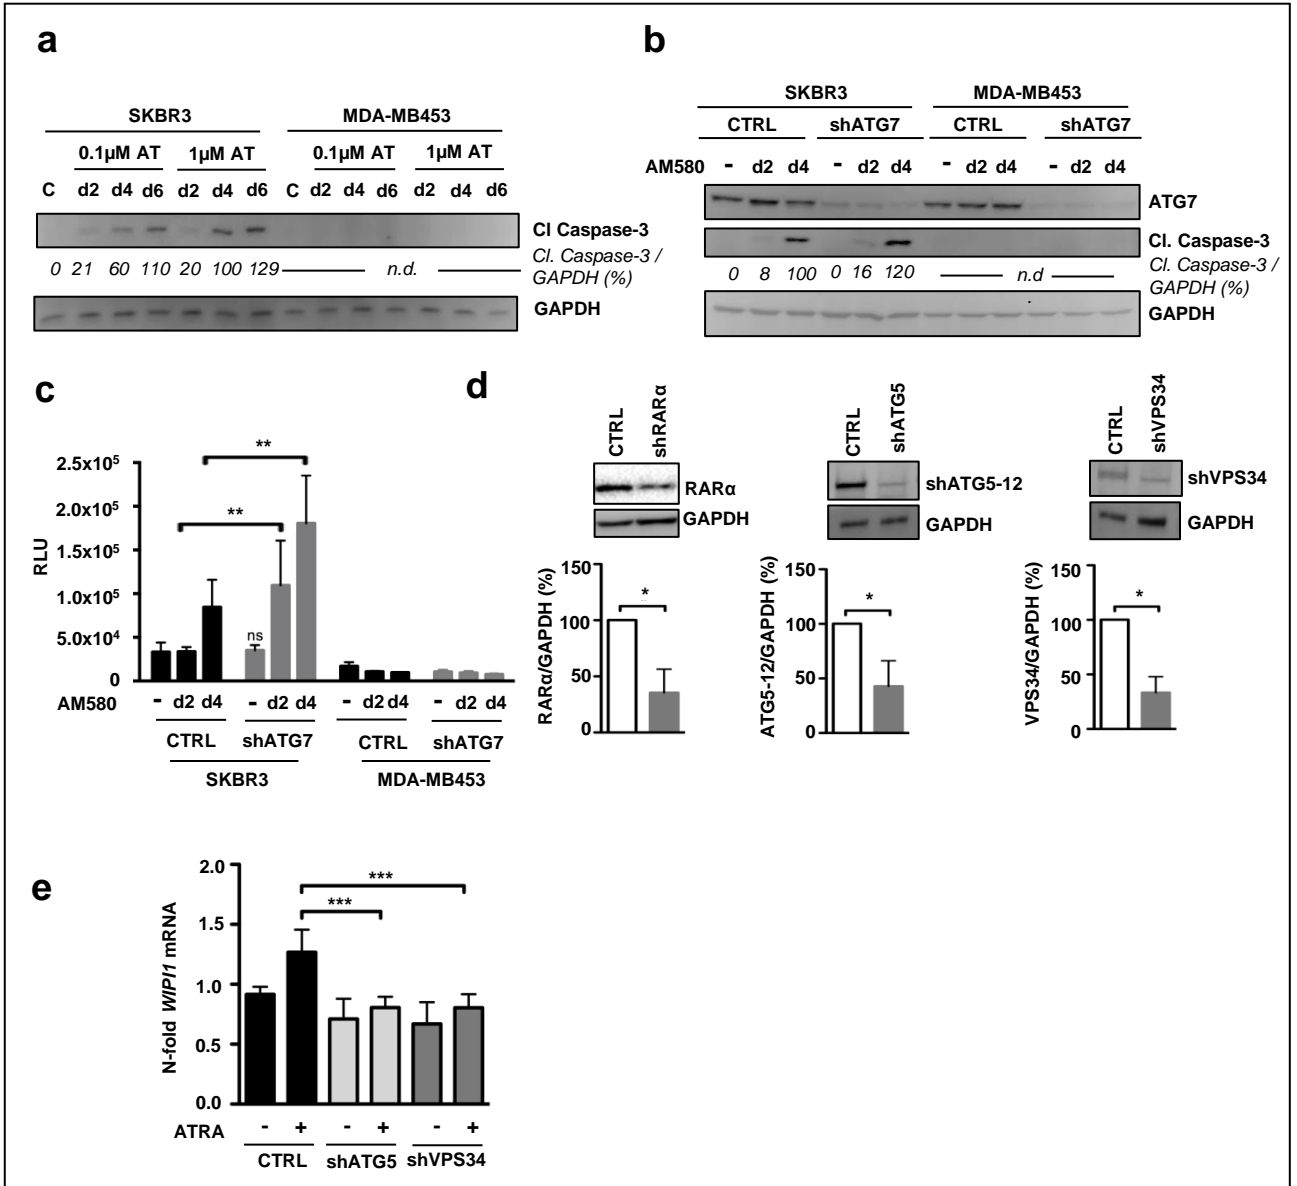 a
SKBR3 MDA-MB453
0.1µM AT 1µM AT 0.1µM AT 1µM AT
C d2 d4 d6 d2 d4 d6 C d2 d4 d6 d2 d4 d6
Cl Caspase-3
0 21 60 110 20 100 129 n.d. Cl. Caspase-3 /
GAPDH (%)
GAPDH
b
SKBR3 MDA-MB453
CTRL shATG7 CTRL shATG7
AM580 - d2 d4 - d2 d4 - d2 d4 - d2 d4
ATG7
Cl. Caspase-3
0 8 100 0 16 120 n.d Cl. Caspase-3 /
GAPDH (%)
GAPDH
c
RLU
2.5x10⁵
2.0x10⁵
1.5x10⁵
1.0x10⁵
5.0x10⁴
0
**
**
ns
AM580 - d2 d4 - d2 d4 - d2 d4 - d2 d4
CTRL shATG7 CTRL shATG7
SKBR3 MDA-MB453
d
CTRL shRARα
RARα
GAPDH
RARα/GAPDH (%)
150
100
50
0
*
CTRL shATG5
shATG5-12
GAPDH
ATG5-12/GAPDH (%)
150
100
50
0
*
CTRL shVPS34
shVPS34
GAPDH
VPS34/GAPDH (%)
150
100
50
0
*
e
N-fold WIPI1 mRNA
2.0
1.5
1.0
0.5
0.0
***
***
ATRA - + - + - +
CTRL shATG5 shVPS34